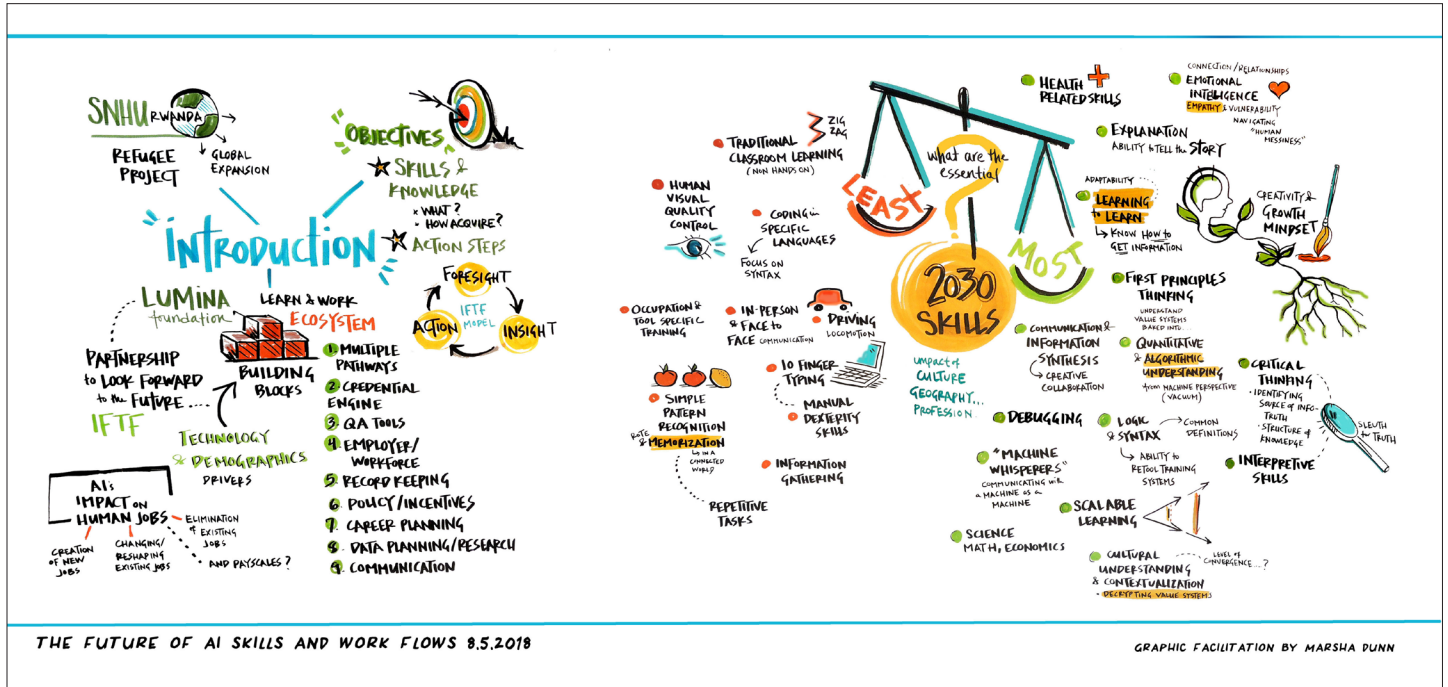 SNHU
RWANDA
REFUGEE
PROJECT
GLOBAL
EXPANSION
OBJECTIVES
SKILLS &
KNOWLEDGE
× WHAT?
× HOW ACQUIRE?
ACTION STEPS
INTRODUCTION
FORESIGHT
IFTF
MODEL
ACTION
INSIGHT
LUMINA
foundation
LEARN & WORK
ECOSYSTEM
PARTNERSHIP
to LOOK FORWARD
to the FUTURE....
IFTF
BUILDING
BLOCKS
TECHNOLOGY
& DEMOGRAPHICS
DRIVERS
1. MULTIPLE
PATHWAYS
2. CREDENTIAL
ENGINE
3. QA TOOLS
4. EMPLOYER/
WORKFORCE
5. RECORD KEEPING
6. POLICY/INCENTIVES
7. CAREER PLANNING
8. DATA PLANNING/RESEARCH
9. COMMUNICATION
AI's
IMPACT on
HUMAN JOBS
CREATION
OF NEW
JOBS
CHANGING/
RESHAPING
EXISTING JOBS
ELIMINATION
of EXISTING
JOBS
AND PAYSCALES?
What are the
essential
2030
SKILLS
LEAST
MOST
IMPACT of
CULTURE
GEOGRAPHY...
PROFESSION..
TRADITIONAL
CLASSROOM LEARNING
(NON HANDS ON)
ZIG
ZAG
HUMAN
VISUAL
QUALITY
CONTROL
CODING in
SPECIFIC
LANGUAGES
FOCUS ON
SYNTAX
OCCUPATION &
TOOL SPECIFIC
TRAINING
IN-PERSON
& FACE to
FACE COMMUNICATION
DRIVING
LOCOMOTION
10 FINGER
TYPING
MANUAL
DEXTERITY
SKILLS
SIMPLE
PATTERN
RECOGNITION
ROTE
& MEMORIZATION
IN A
CONNECTED
WORLD
REPETITIVE
TASKS
INFORMATION
GATHERING
HEALTH
RELATED SKILLS
CONNECTION/RELATIONSHIPS
EMOTIONAL
INTELLIGENCE
EMPATHY & VULNERABILITY
NAVIGATING
"HUMAN
MESSINESS"
EXPLANATION
ABILITY to TELL the STORY
ADAPTABILITY
LEARNING
to LEARN
KNOW HOW to
GET INFORMATION
CREATIVITY &
GROWTH
MINDSET
FIRST PRINCIPLES
THINKING
UNDERSTAND
VALUE SYSTEMS
BAKED INTO...
COMMUNICATION &
INFORMATION
SYNTHESIS
CREATIVE
COLLABORATION
QUANTITATIVE
& ALGORITHMIC
UNDERSTANDING
from MACHINE PERSPECTIVE
(VACUUM)
CRITICAL
THINKING
· IDENTIFYING
SOURCE of INFO-
TRUTH
· STRUCTURE of
KNOWLEDGE
SLEUTH
for TRUTH
INTERPRETIVE
SKILLS
DEBUGGING
LOGIC
& SYNTAX
COMMON
DEFINITIONS
ABILITY to
RETOOL TRAINING
SYSTEMS
"MACHINE
WHISPERERS"
COMMUNICATING with
a MACHINE as a
MACHINE
SCALABLE
LEARNING
SCIENCE
MATH, ECONOMICS
CULTURAL
UNDERSTANDING
& CONTEXTUALIZATION
· DECRYPTING VALUE SYSTEMS
LEVEL of
CONVERGENCE...?
THE FUTURE OF AI SKILLS AND WORK FLOWS 8.5.2018
GRAPHIC FACILITATION BY MARSHA DUNN